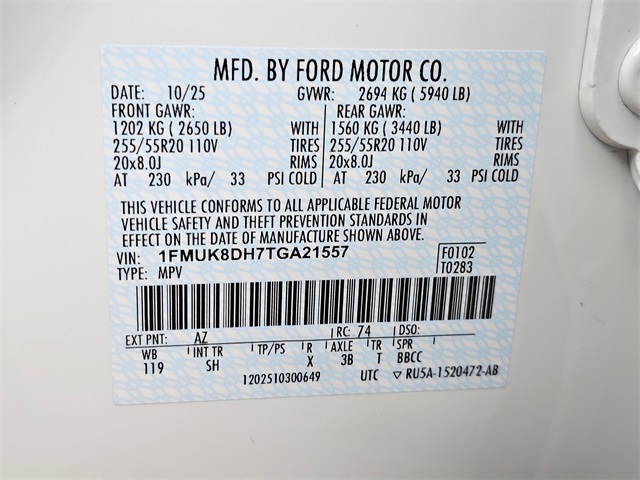 MFD. BY FORD MOTOR CO.
DATE: 10/25 GVWR: 2694 KG ( 5940 LB)
FRONT GAWR: REAR GAWR:
1202 KG ( 2650 LB) WITH 1560 KG ( 3440 LB) WITH
255/55R20 110V TIRES 255/55R20 110V TIRES
20x8.0J RIMS 20x8.0J RIMS
AT 230 kPa/ 33 PSI COLD AT 230 kPa/ 33 PSI COLD
THIS VEHICLE CONFORMS TO ALL APPLICABLE FEDERAL MOTOR
VEHICLE SAFETY AND THEFT PREVENTION STANDARDS IN
EFFECT ON THE DATE OF MANUFACTURE SHOWN ABOVE.
VIN: 1FMUK8DH7TGA21557 F0102
TYPE: MPV T0283
EXT PNT: AZ RC: 74 DSO:
WB INT TR TP/PS R AXLE TR SPR
119 SH X 3B T BBCC
1202510300649 UTC ▽ RU5A-1520472-AB